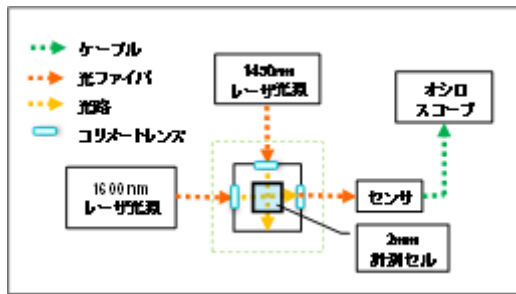 ケーブル
光ファイバ
光路
コリメートレンズ
1450nm
レーザ光源
オシロ
スコープ
1600nm
レーザ光源
センサ
2mm
計測セル